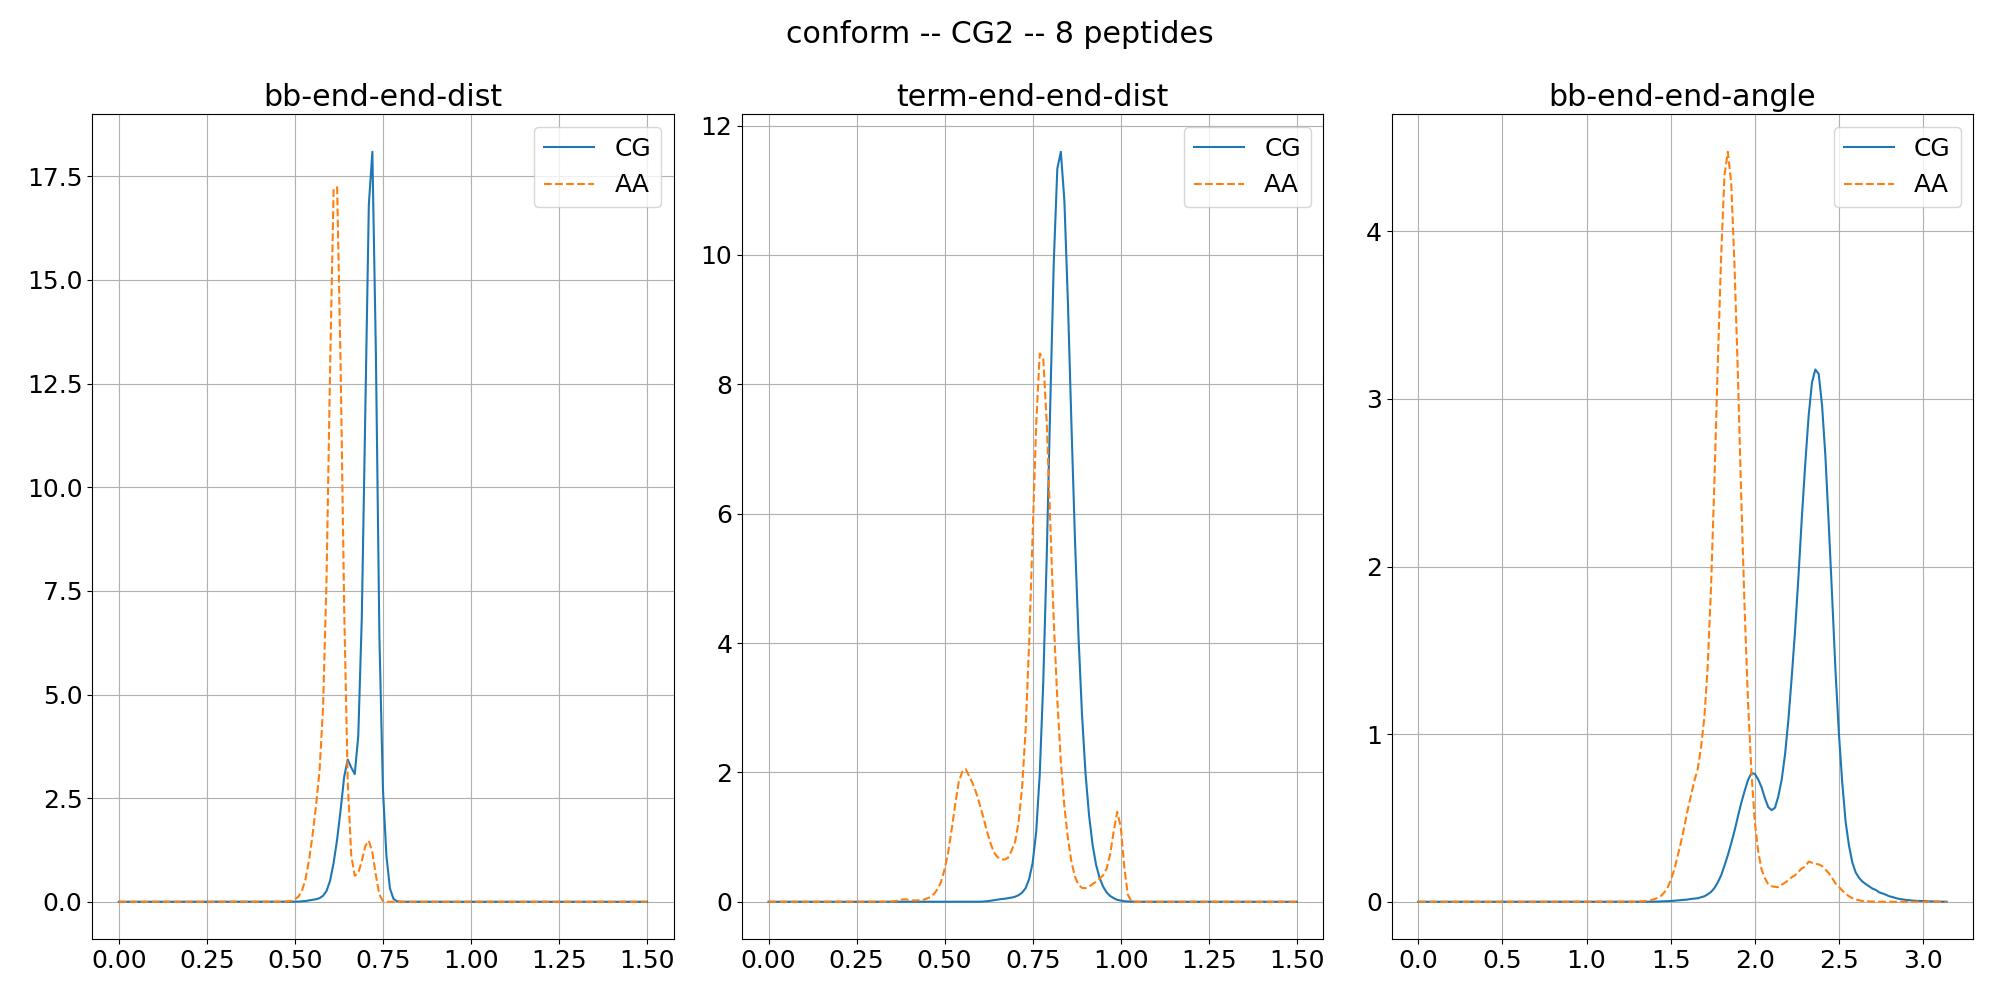 conform -- CG2 -- 8 peptides
bb-end-end-dist
CG
AA
17.5
15.0
12.5
10.0
7.5
5.0
2.5
0.0
0.00 0.25 0.50 0.75 1.00 1.25 1.50
term-end-end-dist
CG
AA
12
10
8
6
4
2
0
0.00 0.25 0.50 0.75 1.00 1.25 1.50
bb-end-end-angle
CG
AA
4
3
2
1
0
0.0 0.5 1.0 1.5 2.0 2.5 3.0